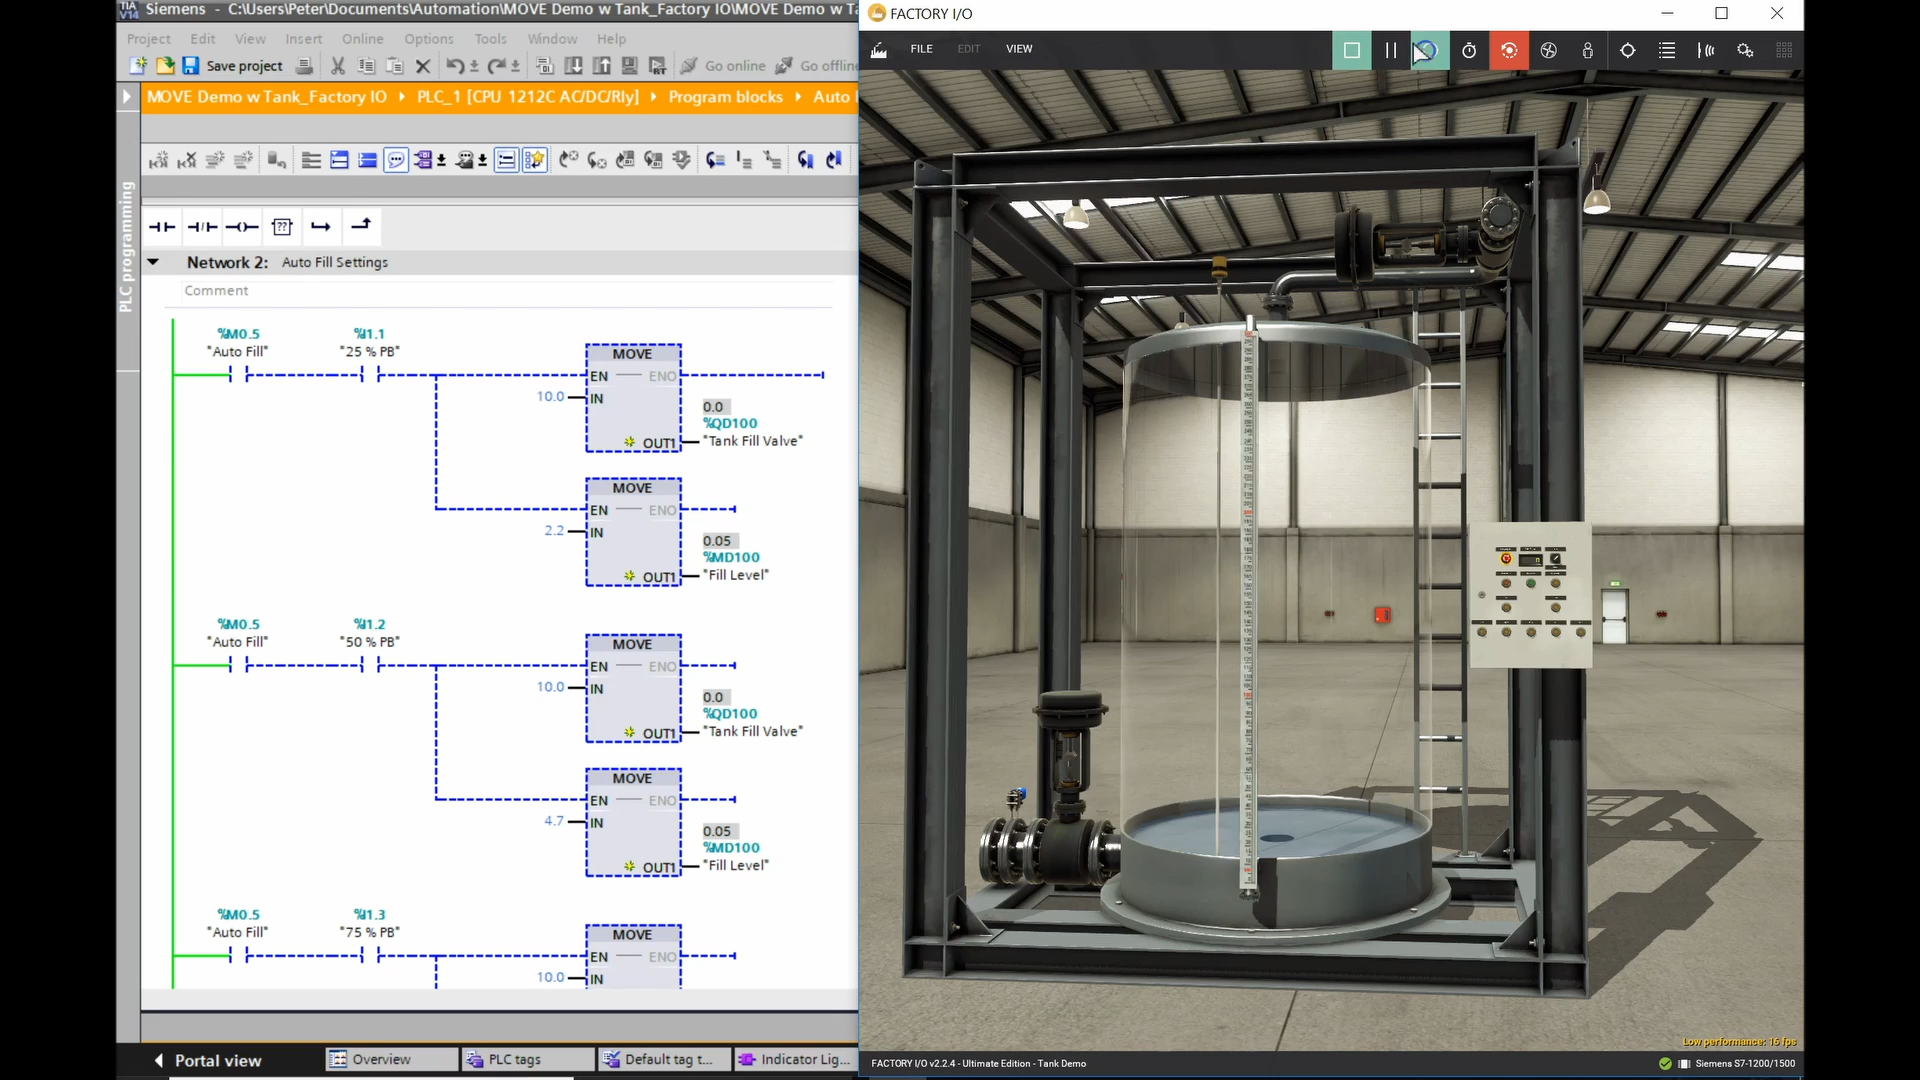 TIA
V14
Siemens - C:\Users\Peter\Documents\Automation\MOVE Demo w Tank_Factory IO\MOVE Demo w Ta
Project Edit View Insert Online Options Tools Window Help
Save project
Go online
Go offline
MOVE Demo w Tank_Factory IO
PLC_1 [CPU 1212C AC/DC/Rly]
Program blocks
Auto
PLC programming
??
Network 2: Auto Fill Settings
Comment
%M0.5
"Auto Fill"
%I1.1
"25 % PB"
MOVE
EN ENO
10.0 IN
OUT1
0.0
%QD100
"Tank Fill Valve"
MOVE
EN ENO
2.2 IN
OUT1
0.05
%MD100
"Fill Level"
%M0.5
"Auto Fill"
%I1.2
"50 % PB"
MOVE
EN ENO
10.0 IN
OUT1
0.0
%QD100
"Tank Fill Valve"
MOVE
EN ENO
4.7 IN
OUT1
0.05
%MD100
"Fill Level"
%M0.5
"Auto Fill"
%I1.3
"75 % PB"
MOVE
EN ENO
10.0 IN
Portal view
Overview
PLC tags
Default tag t...
Indicator Lig...
FACTORY I/O
FILE EDIT VIEW
Low performance: 16 fps
FACTORY I/O v2.2.4 - Ultimate Edition - Tank Demo
Siemens S7-1200/1500